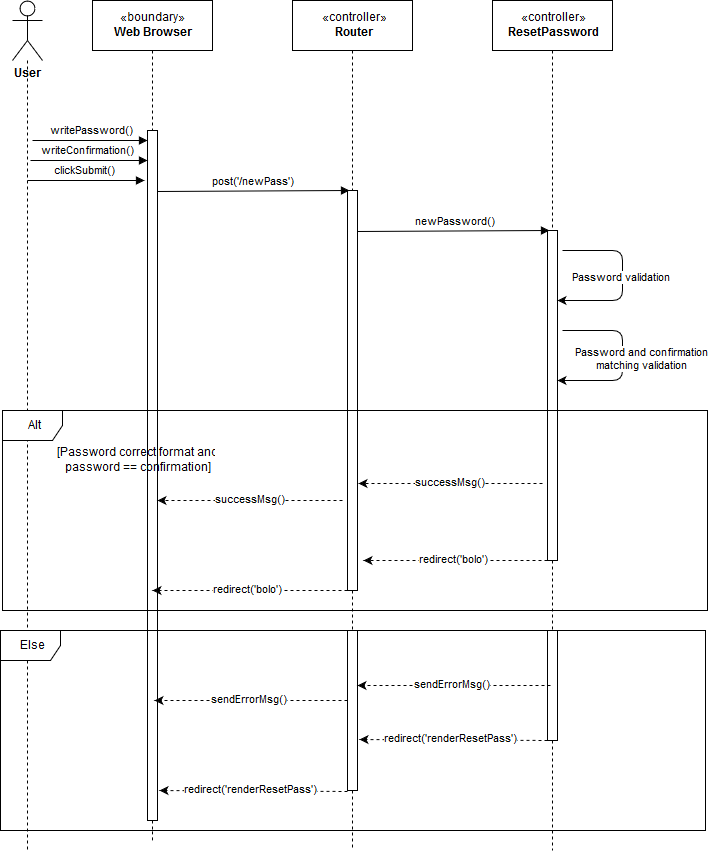 «boundary»
Web Browser
«controller»
Router
«controller»
ResetPassword
User
writePassword()
writeConfirmation()
clickSubmit()
post('/newPass')
newPassword()
Password validation
Password and confirmation
matching validation
Alt
[Password correct format and
password == confirmation]
successMsg()
successMsg()
redirect('bolo')
redirect('bolo')
Else
sendErrorMsg()
sendErrorMsg()
redirect('renderResetPass')
redirect('renderResetPass')